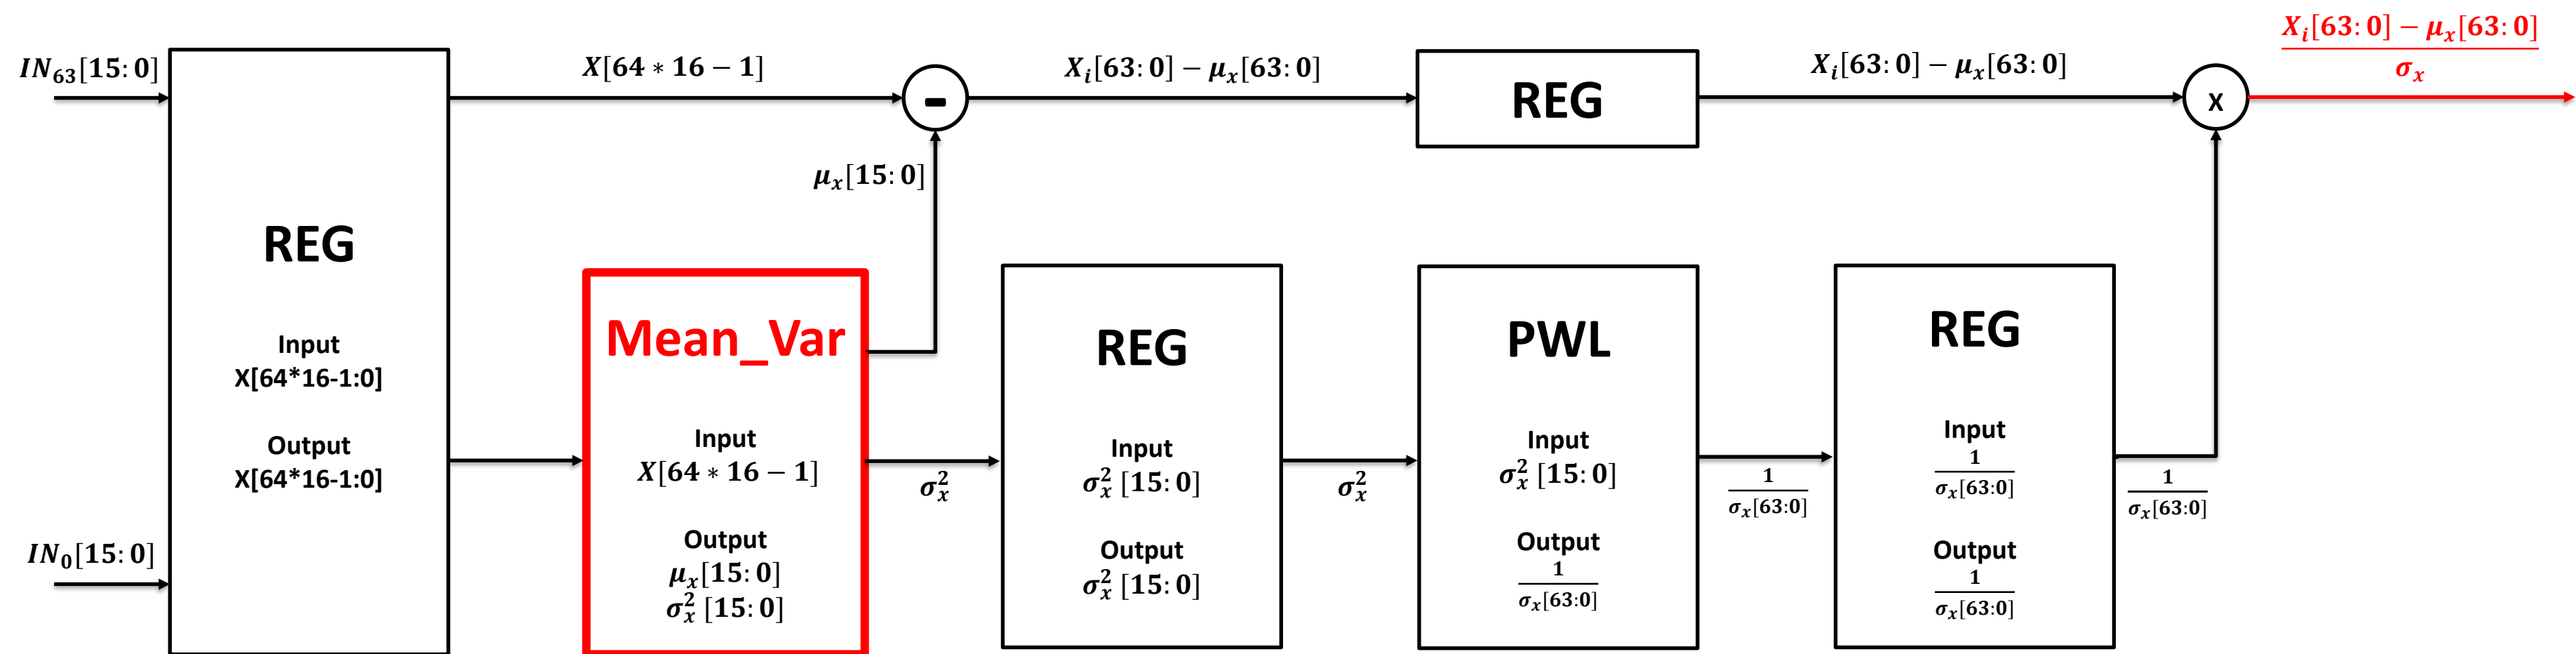 IN₆₃[15:0]
IN₀[15:0]
REG
Input
X[64*16-1:0]
Output
X[64*16-1:0]
X[64 * 16 − 1]
Mean_Var
Input
X[64 * 16 − 1]
Output
μₓ[15:0]
σₓ² [15:0]
μₓ[15:0]
-
Xᵢ[63:0] − μₓ[63:0]
σₓ²
REG
Input
σₓ² [15:0]
Output
σₓ² [15:0]
σₓ²
REG
PWL
Input
σₓ² [15:0]
Output
1
σₓ[63:0]
Xᵢ[63:0] − μₓ[63:0]
1
σₓ[63:0]
REG
Input
1
σₓ[63:0]
Output
1
σₓ[63:0]
1
σₓ[63:0]
x
Xᵢ[63:0] − μₓ[63:0]
σₓ